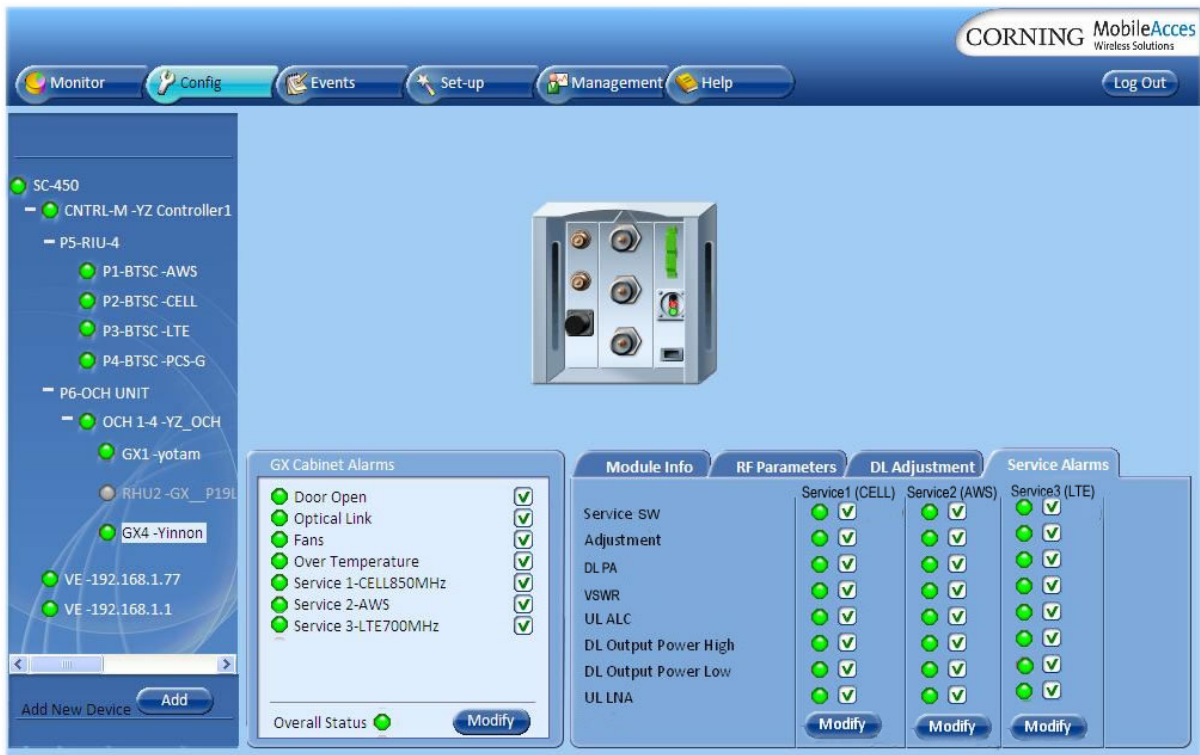 CORNING MobileAcces
Wireless Solutions
Monitor Config Events Set-up Management Help Log Out
SC-450
CNTRL-M -YZ Controller1
P5-RIU-4
P1-BTSC -AWS
P2-BTSC -CELL
P3-BTSC -LTE
P4-BTSC -PCS-G
P6-OCH UNIT
OCH 1-4 -YZ_OCH
GX1 -yotam
RHU2 -GX__P19L
GX4 -Yinnon
VE -192.168.1.77
VE -192.168.1.1
Add New Device Add
GX Cabinet Alarms
Door Open
Optical Link
Fans
Over Temperature
Service 1-CELL850MHz
Service 2-AWS
Service 3-LTE700MHz
Overall Status Modify
Module Info RF Parameters DL Adjustment Service Alarms
Service1 (CELL) Service2 (AWS) Service3 (LTE)
Service SW
Adjustment
DL PA
VSWR
UL ALC
DL Output Power High
DL Output Power Low
UL LNA
Modify Modify Modify